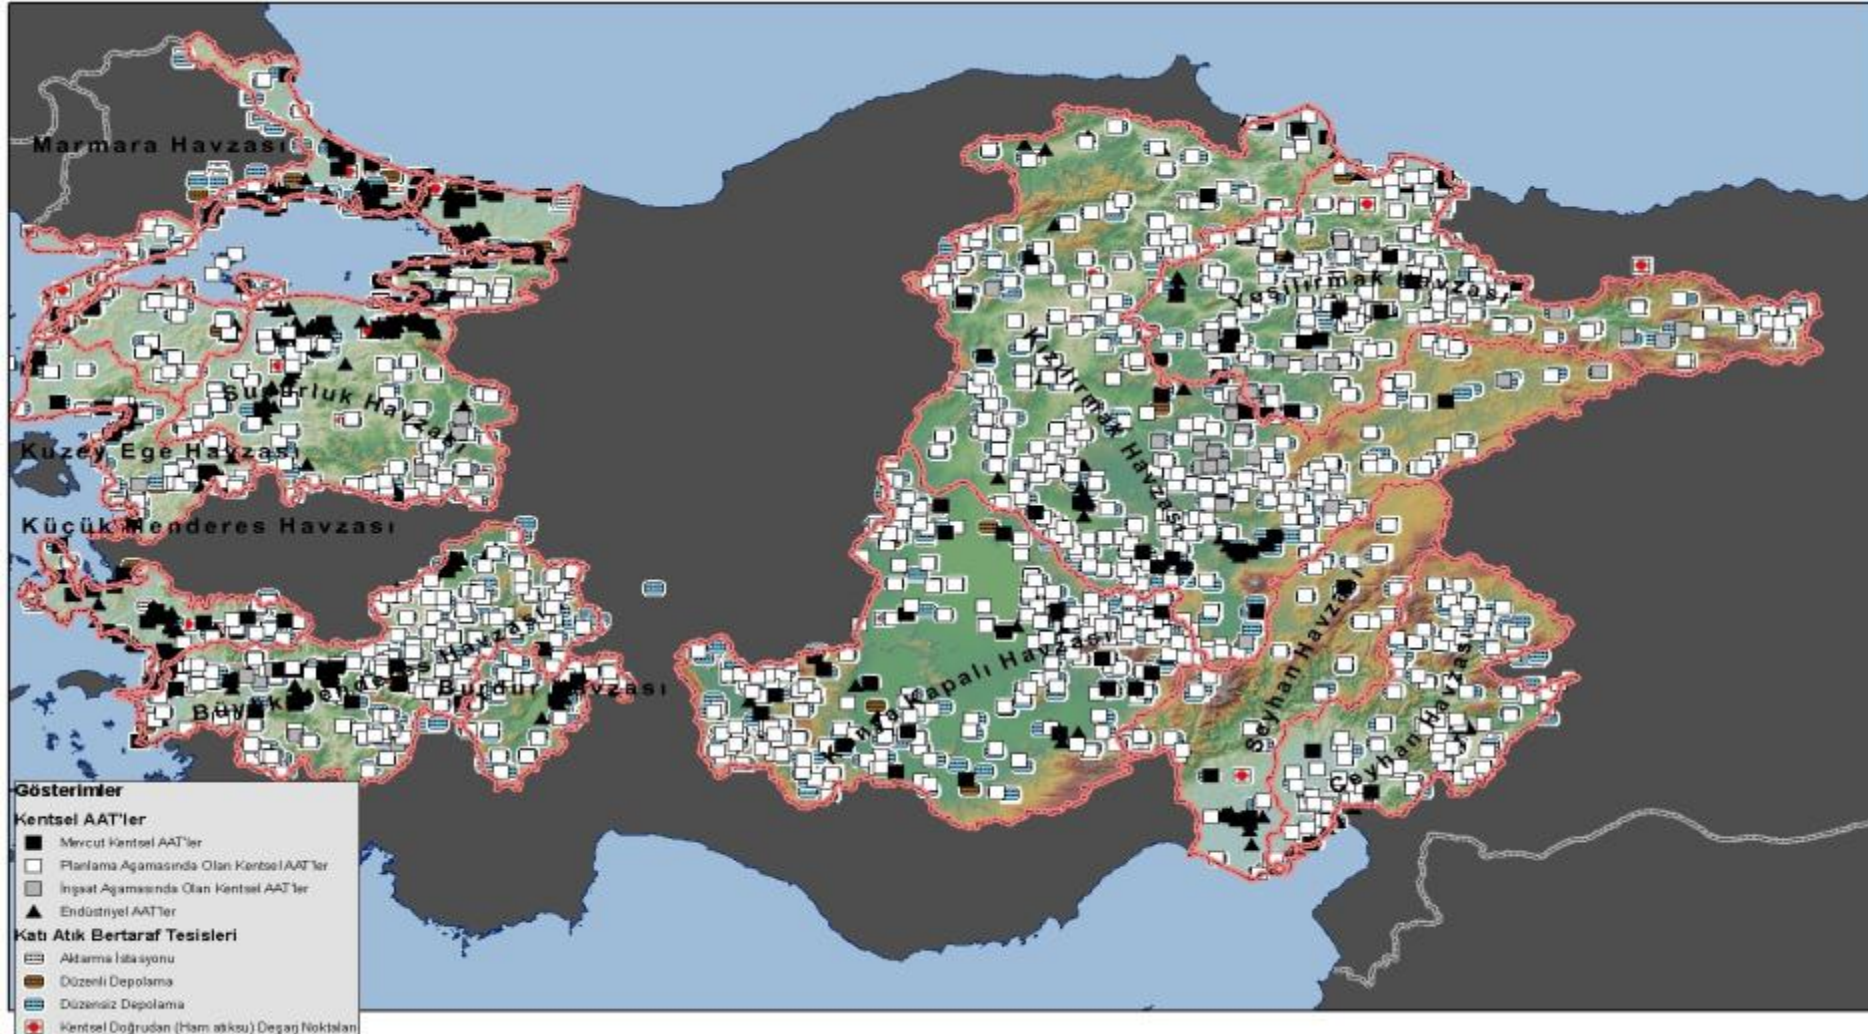 Marmara Havzası
Yeşilırmak Havzası
Kızılırmak Havzası
Susurluk Havzası
Kuzey Ege Havzası
Küçük Menderes Havzası
Büyük Menderes Havzası
Burdur Havzası
Konya Kapalı Havzası
Seyhan Havzası
Ceyhan Havzası
Gösterimler
Kentsel AAT'ler
Mevcut Kentsel AAT'ler
Planlama Aşamasında Olan Kentsel AAT'ler
İnşaat Aşamasında Olan Kentsel AAT'ler
Endüstriyel AAT'ler
Katı Atık Bertaraf Tesisleri
Aktarma İstasyonu
Düzenli Depolama
Düzensiz Depolama
Kentsel Doğrudan (Ham atıksu) Deşarj Noktaları